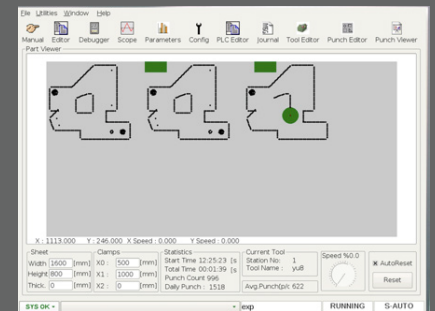 File Utilities Window Help
Manual Editor Debugger Scope Parameters Config PLC Editor Journal Tool Editor Punch Editor Punch Viewer
Part Viewer
X : 1113.000 Y : 246.000 X Speed : 0.000 Y Speed : 0.000
Sheet Clamps Statistics Current Tool Speed %0.0
Width 1600 [mm] X0 : 500 [mm] Start Time 12:25:23 [s Station No: 1 AutoReset
Height 800 [mm] X1 : 1000 [mm] Total Time 00:01:39 [s Tool Name : yu8
Thick. 0 [mm] X2 : 0 [mm] Punch Count 996 Reset
Daily Punch : 1518 Avg.Punch(p/c 622
SYS OK exp RUNNING S-AUTO